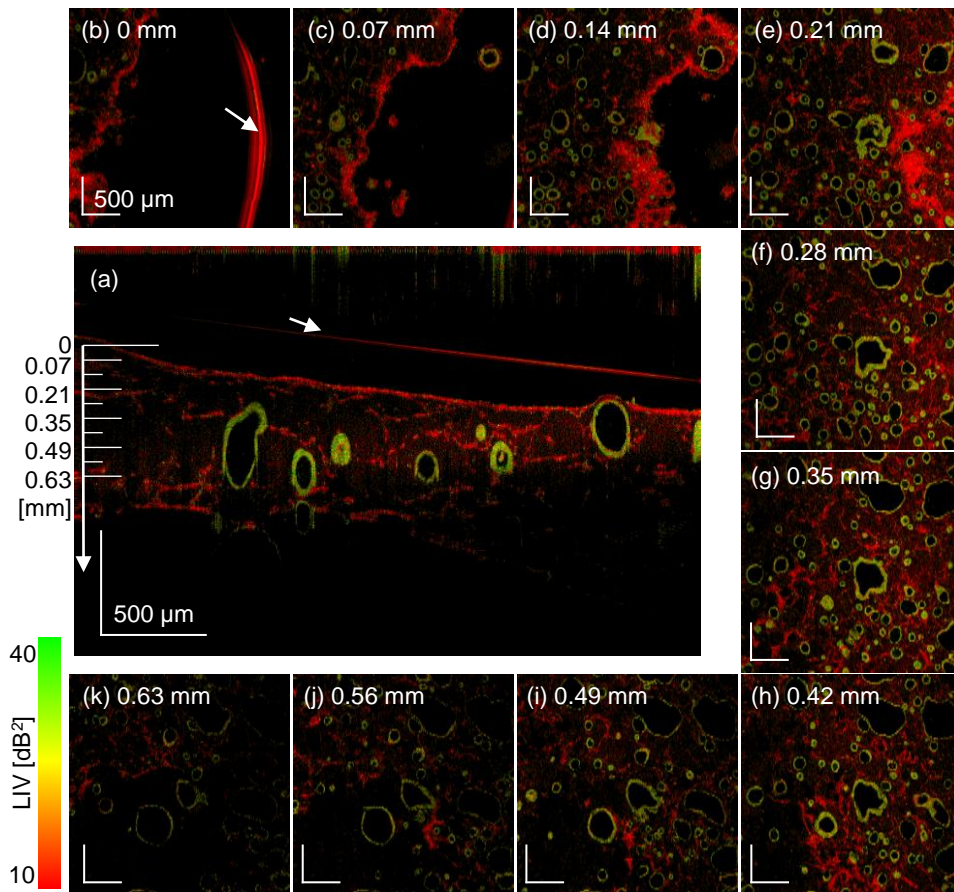 (b) 0 mm
(c) 0.07 mm
(d) 0.14 mm
(e) 0.21 mm
500 µm
(a)
(f) 0.28 mm
0
0.07
0.21
0.35
0.49
0.63
[mm]
(g) 0.35 mm
500 µm
40
LIV [dB²]
10
(k) 0.63 mm
(j) 0.56 mm
(i) 0.49 mm
(h) 0.42 mm